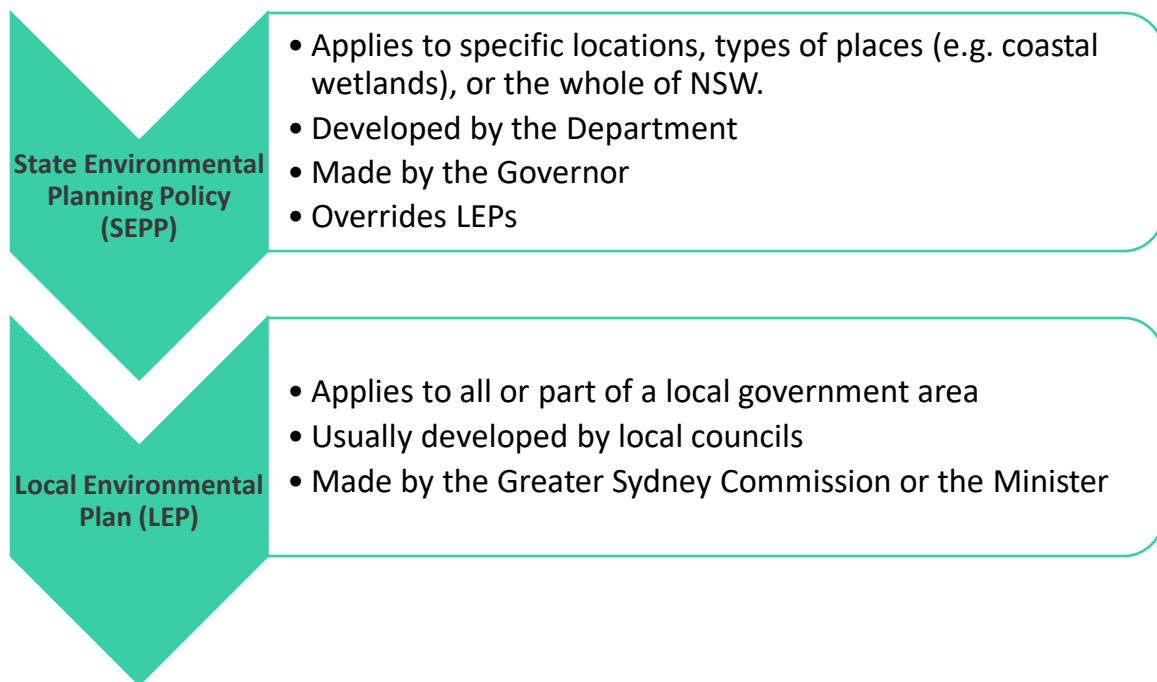 State Environmental
Planning Policy
(SEPP)
• Applies to specific locations, types of places (e.g. coastal
wetlands), or the whole of NSW.
• Developed by the Department
• Made by the Governor
• Overrides LEPs
Local Environmental
Plan (LEP)
• Applies to all or part of a local government area
• Usually developed by local councils
• Made by the Greater Sydney Commission or the Minister